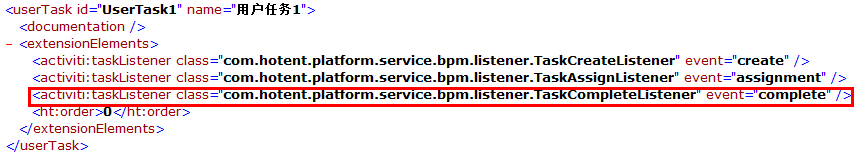 <userTask id="UserTask1" name="用户任务1">
<documentation />
- <extensionElements>
<activiti:taskListener class="com.hotent.platform.service.bpm.listener.TaskCreateListener" event="create" />
<activiti:taskListener class="com.hotent.platform.service.bpm.listener.TaskAssignListener" event="assignment" />
<activiti:taskListener class="com.hotent.platform.service.bpm.listener.TaskCompleteListener" event="complete" />
<ht:order>0</ht:order>
</extensionElements>
</userTask>